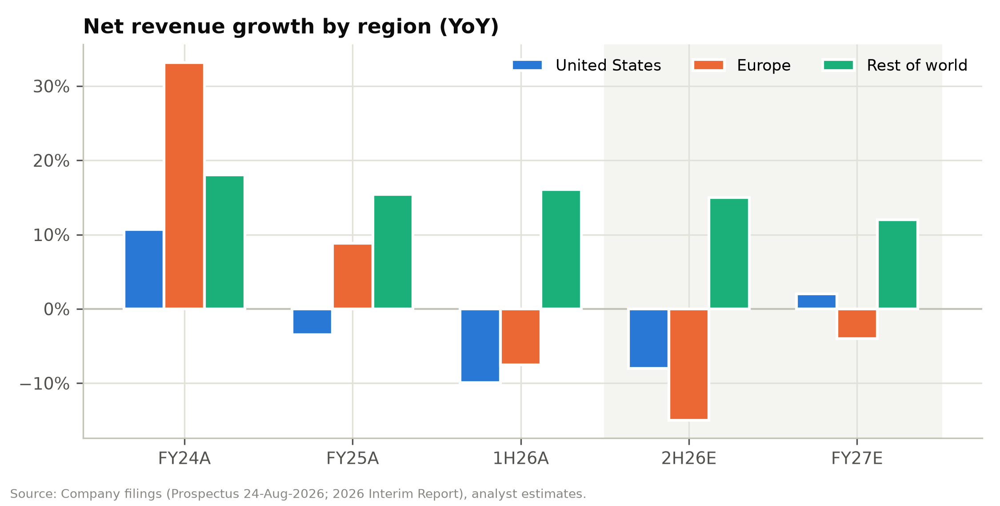 Net revenue growth by region (YoY)
United States
Europe
Rest of world
30%
20%
10%
0%
−10%
FY24A
FY25A
1H26A
2H26E
FY27E
Source: Company filings (Prospectus 24-Aug-2026; 2026 Interim Report), analyst estimates.